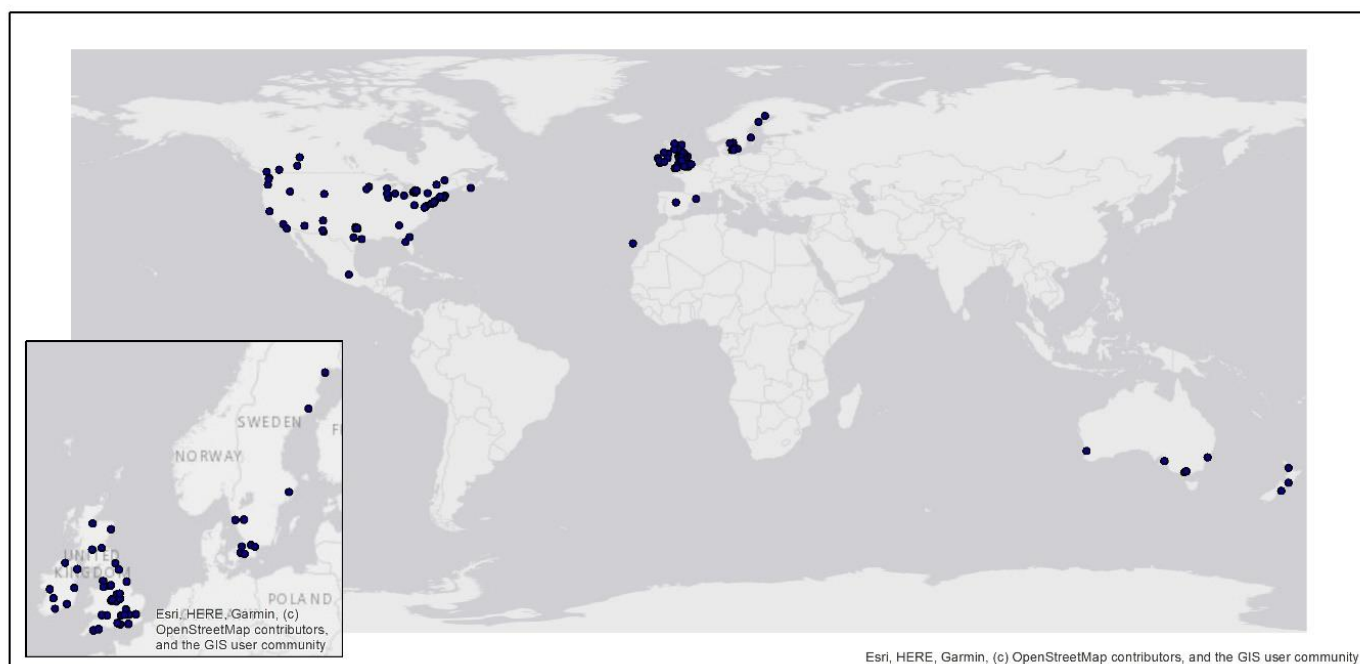 SWEDEN
F
NORWAY
UNITED
KINGDOM
POLAND
Esri, HERE, Garmin, (c)
OpenStreetMap contributors,
and the GIS user community
Esri, HERE, Garmin, (c) OpenStreetMap contributors, and the GIS user community